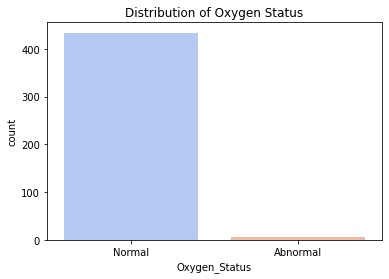 Distribution of Oxygen Status
count
400
300
200
100
0
Normal
Abnormal
Oxygen_Status